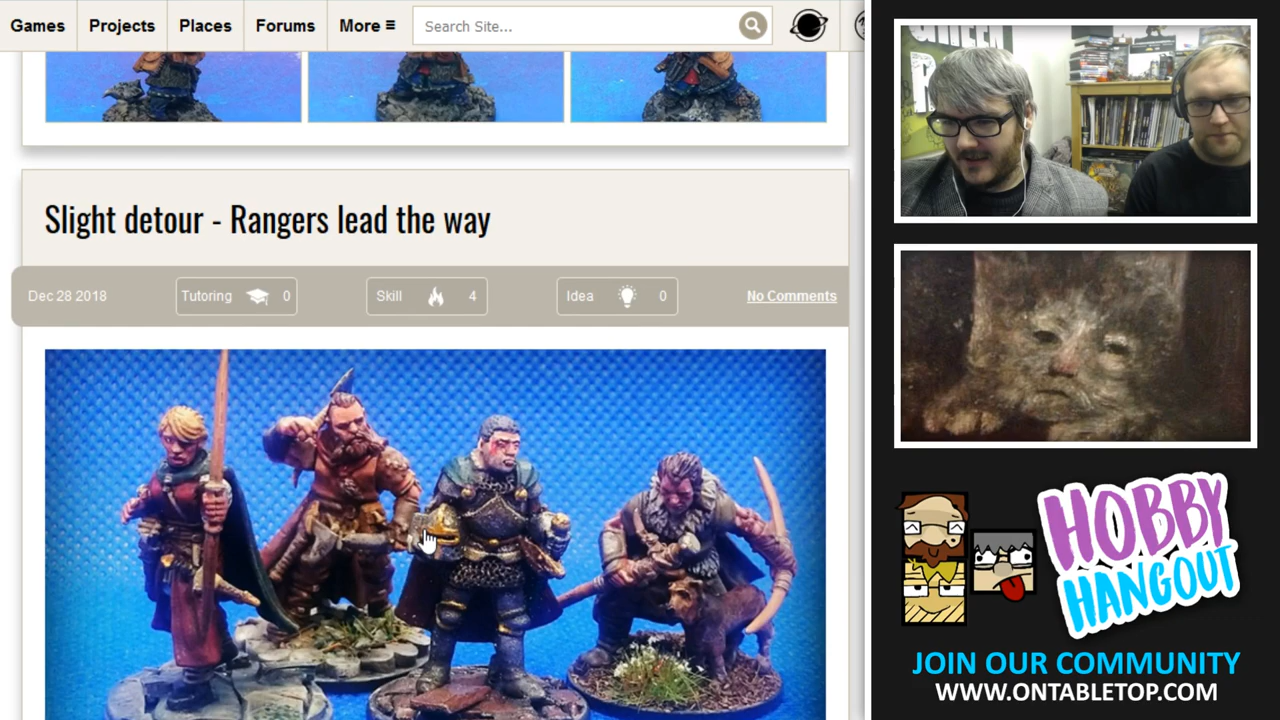 Games
Projects
Places
Forums
More ≡
Search Site...
Slight detour - Rangers lead the way
Dec 28 2018
Tutoring 0
Skill 4
Idea 0
No Comments
HOBBY
HANGOUT
JOIN OUR COMMUNITY
WWW.ONTABLETOP.COM